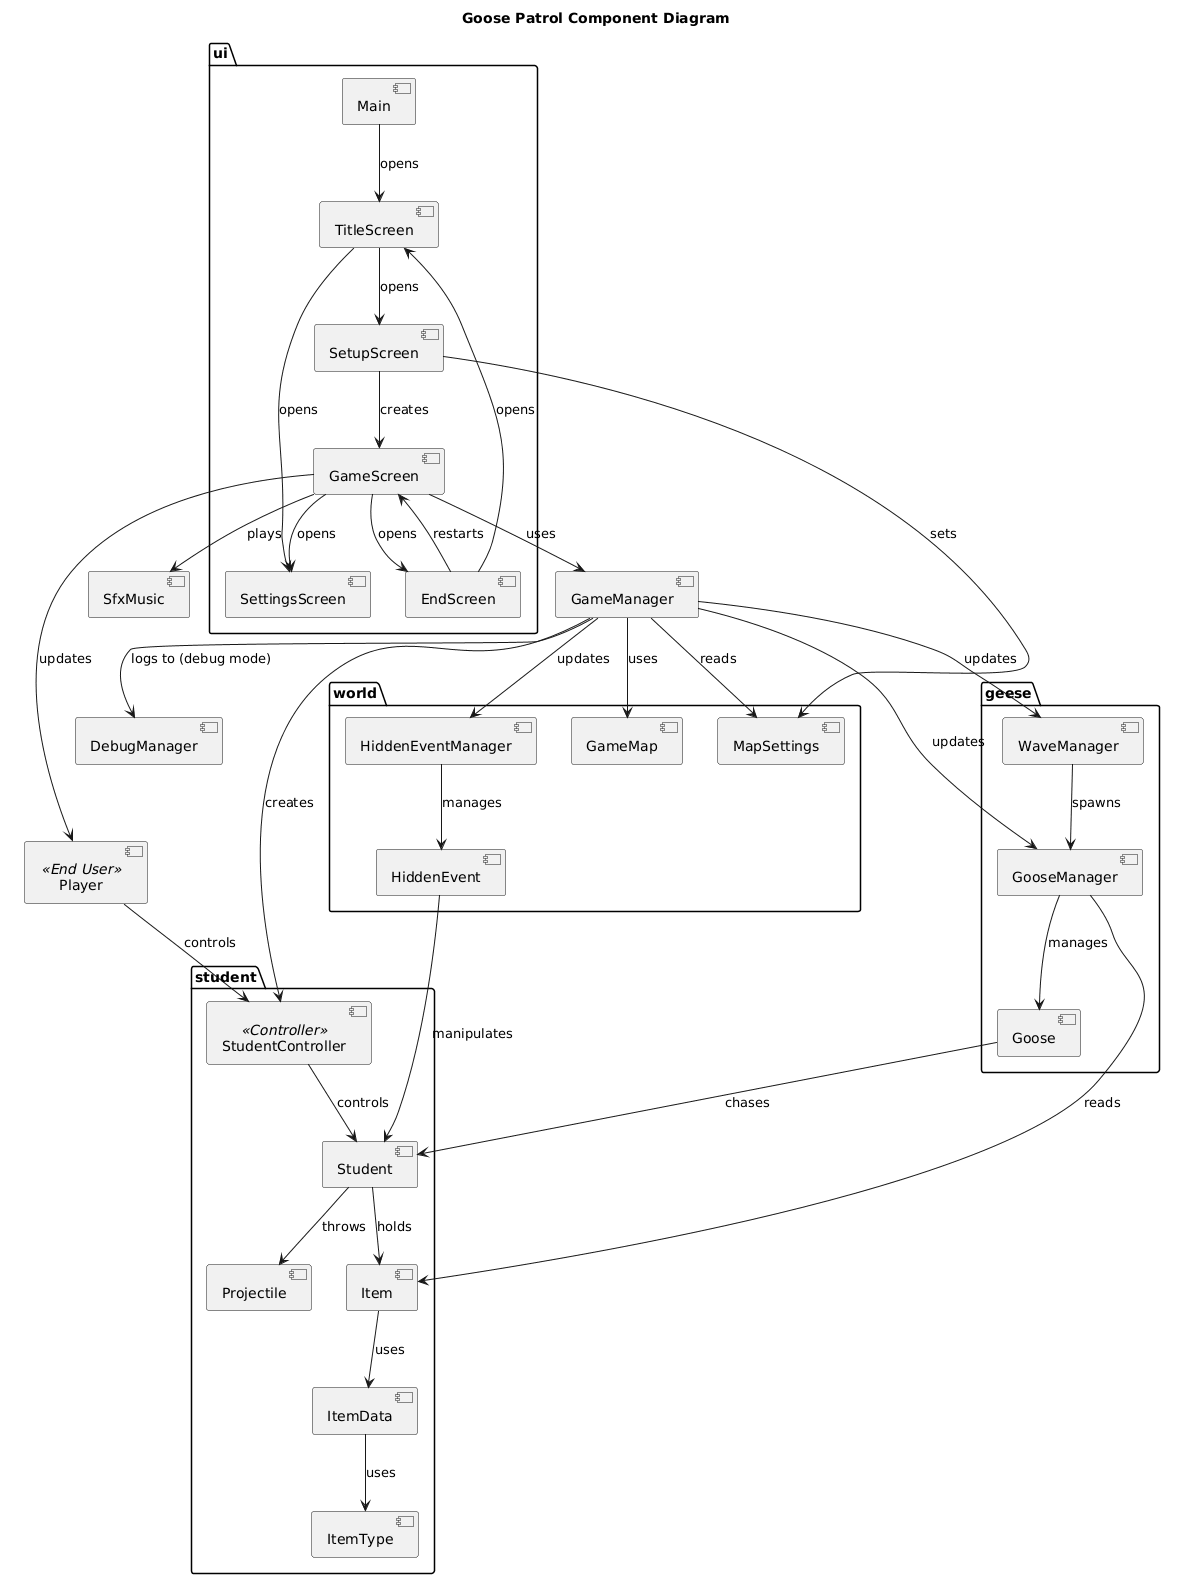 Goose Patrol Component Diagram
ui
Main
opens
TitleScreen
opens
SetupScreen
opens
creates
opens
GameScreen
sets
plays
opens
opens
restarts
uses
SfxMusic
SettingsScreen
EndScreen
GameManager
updates
logs to (debug mode)
updates
uses
reads
updates
world
geese
DebugManager
HiddenEventManager
GameMap
MapSettings
updates
WaveManager
creates
manages
spawns
«End User»
Player
HiddenEvent
GooseManager
controls
manages
student
«Controller»
StudentController
manipulates
Goose
controls
chases
reads
Student
throws
holds
Projectile
Item
uses
ItemData
uses
ItemType